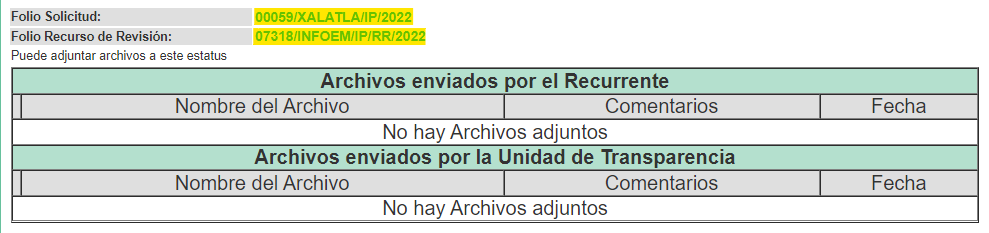 Folio Solicitud: 00059/XALATLA/IP/2022
Folio Recurso de Revisión: 07318/INFOEM/IP/RR/2022
Puede adjuntar archivos a este estatus
Archivos enviados por el Recurrente
Nombre del Archivo Comentarios Fecha
No hay Archivos adjuntos
Archivos enviados por la Unidad de Transparencia
Nombre del Archivo Comentarios Fecha
No hay Archivos adjuntos